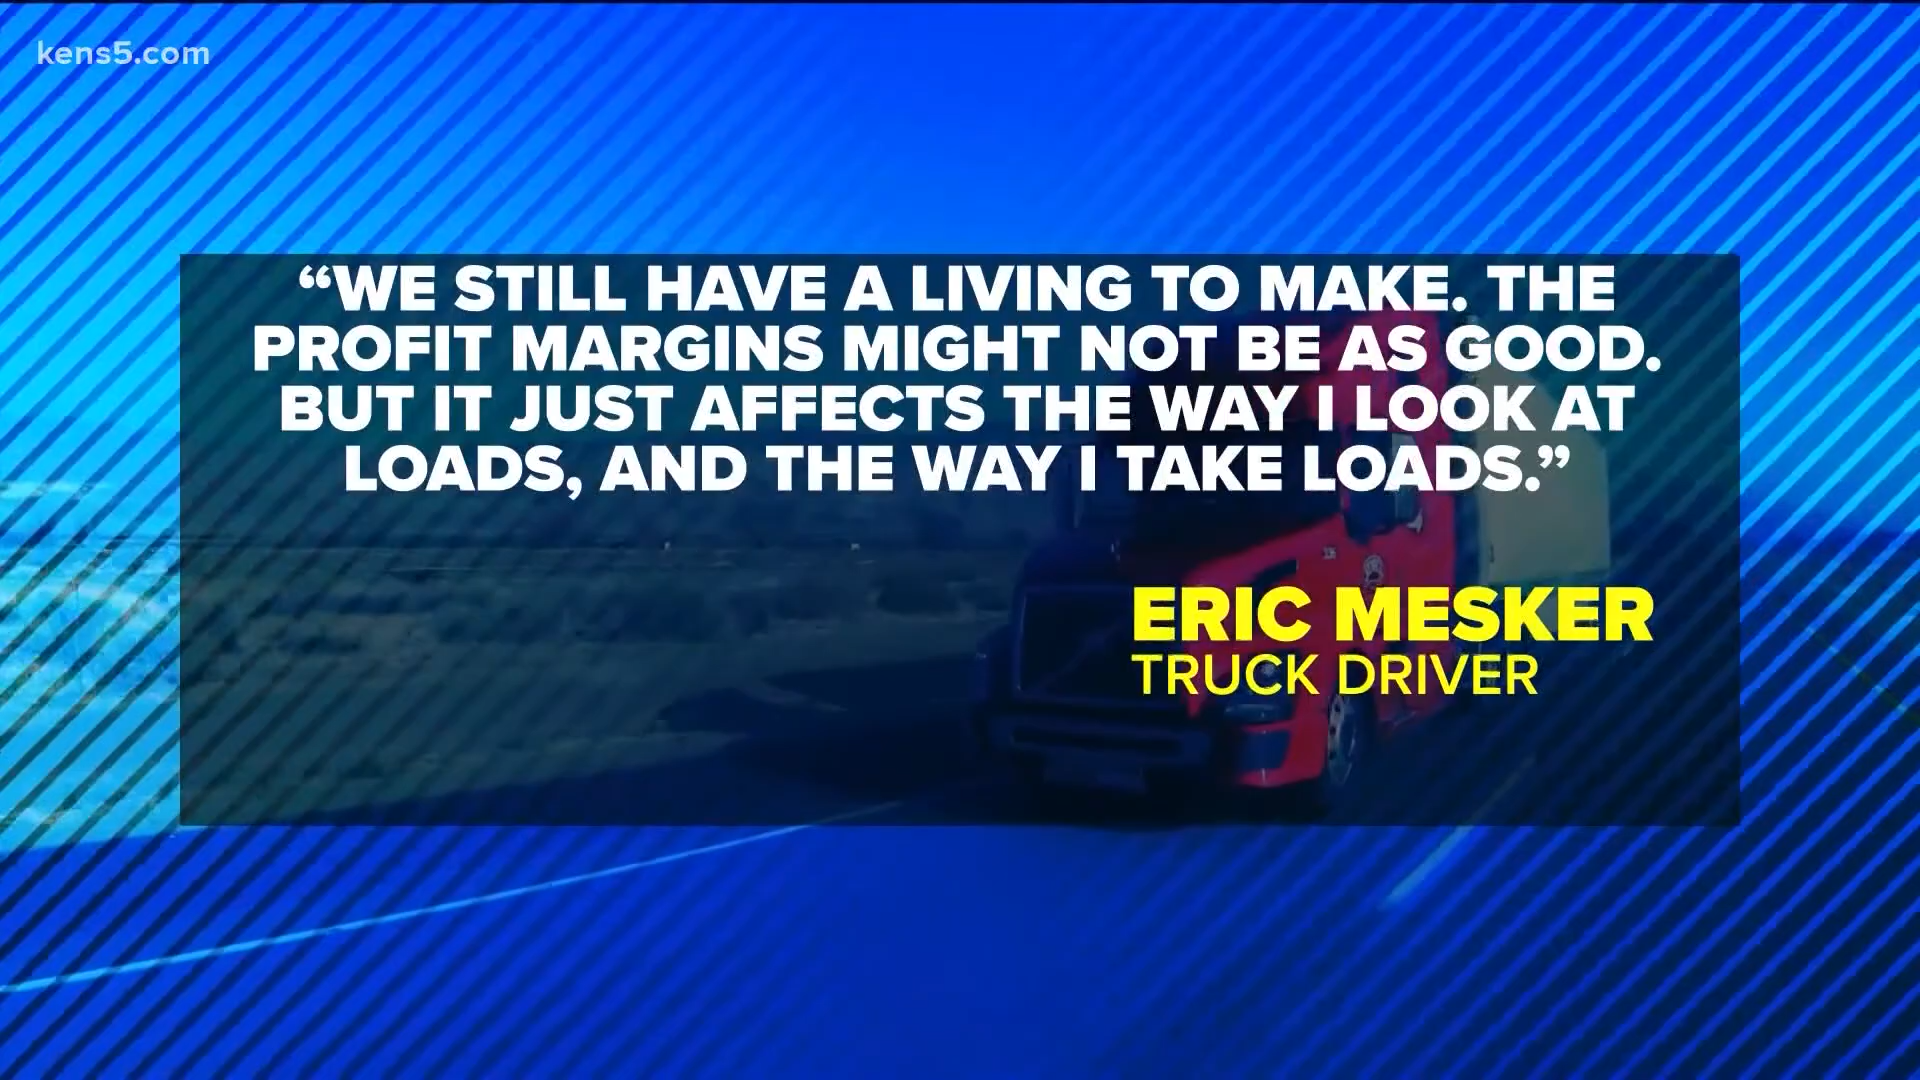 kens5.com
“WE STILL HAVE A LIVING TO MAKE. THE
PROFIT MARGINS MIGHT NOT BE AS GOOD.
BUT IT JUST AFFECTS THE WAY I LOOK AT
LOADS, AND THE WAY I TAKE LOADS.”
ERIC MESKER
TRUCK DRIVER